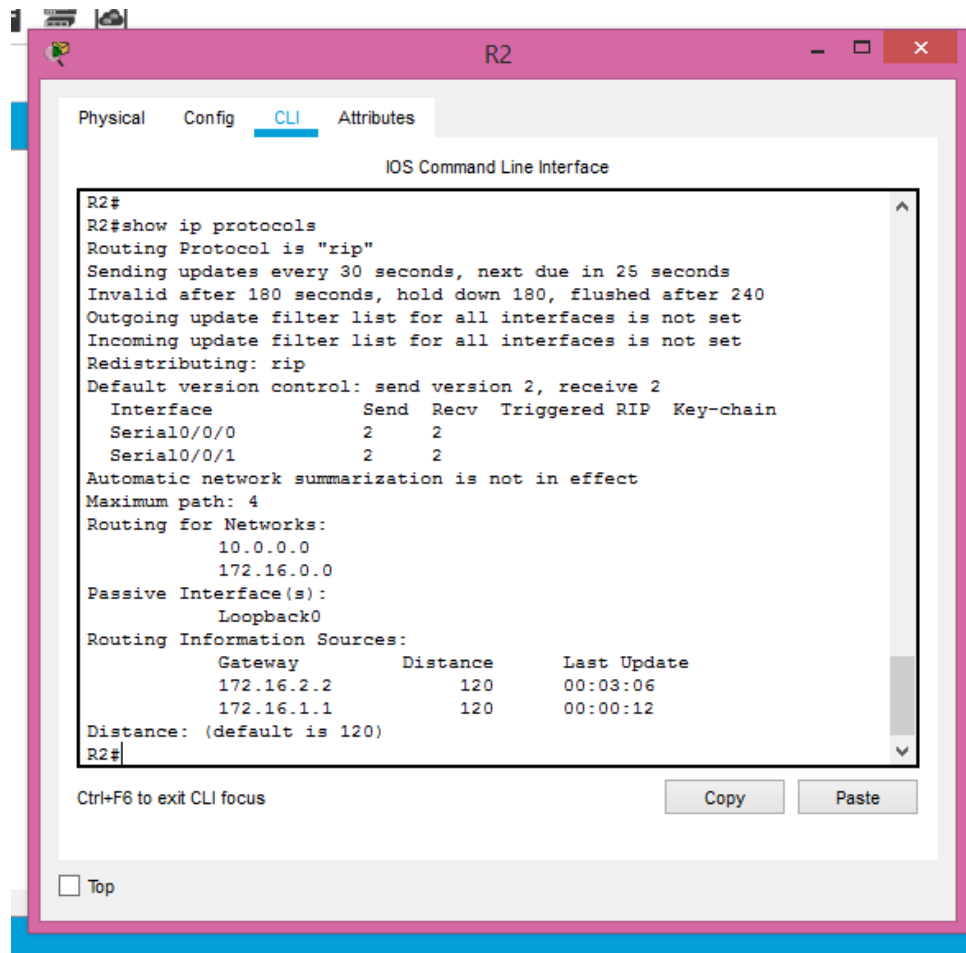 R2
Physical Config CLI Attributes
IOS Command Line Interface
R2#
R2#show ip protocols
Routing Protocol is "rip"
Sending updates every 30 seconds, next due in 25 seconds
Invalid after 180 seconds, hold down 180, flushed after 240
Outgoing update filter list for all interfaces is not set
Incoming update filter list for all interfaces is not set
Redistributing: rip
Default version control: send version 2, receive 2
Interface Send Recv Triggered RIP Key-chain
Serial0/0/0 2 2
Serial0/0/1 2 2
Automatic network summarization is not in effect
Maximum path: 4
Routing for Networks:
10.0.0.0
172.16.0.0
Passive Interface(s):
Loopback0
Routing Information Sources:
Gateway Distance Last Update
172.16.2.2 120 00:03:06
172.16.1.1 120 00:00:12
Distance: (default is 120)
R2#
Ctrl+F6 to exit CLI focus Copy Paste
Top